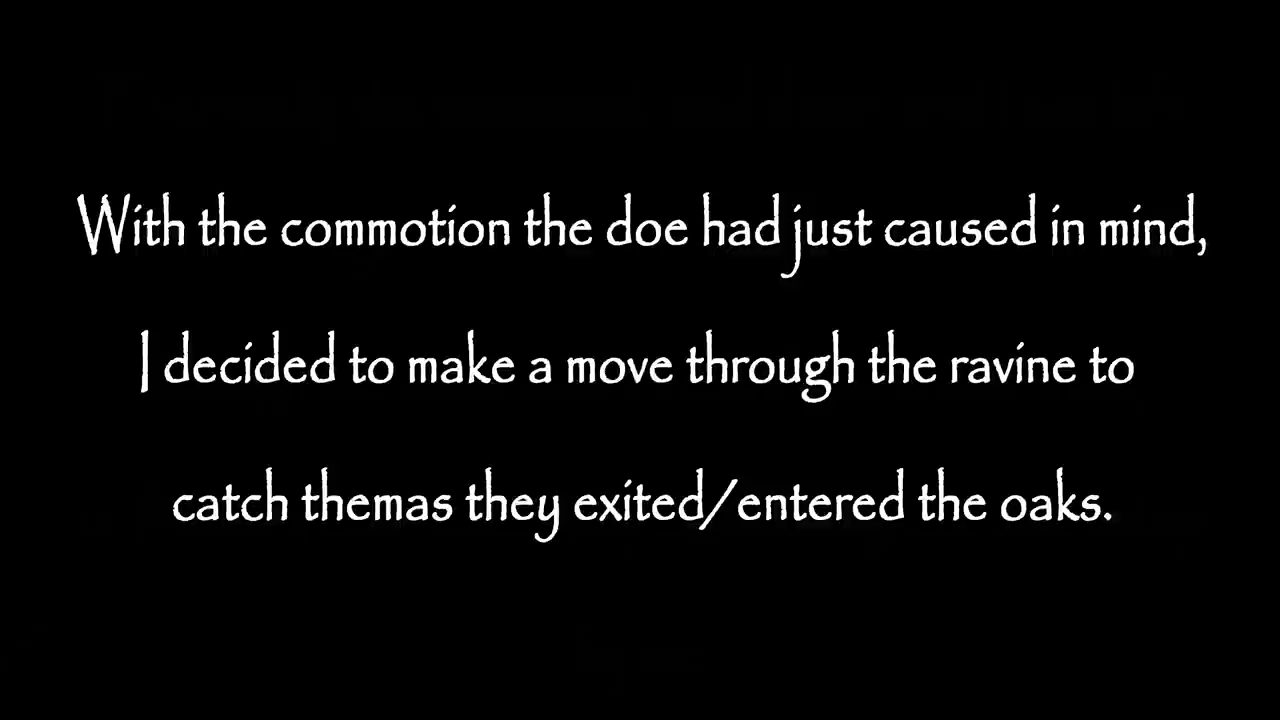 With the commotion the doe had just caused in mind,
I decided to make a move through the ravine to
catch themas they exited/entered the oaks.